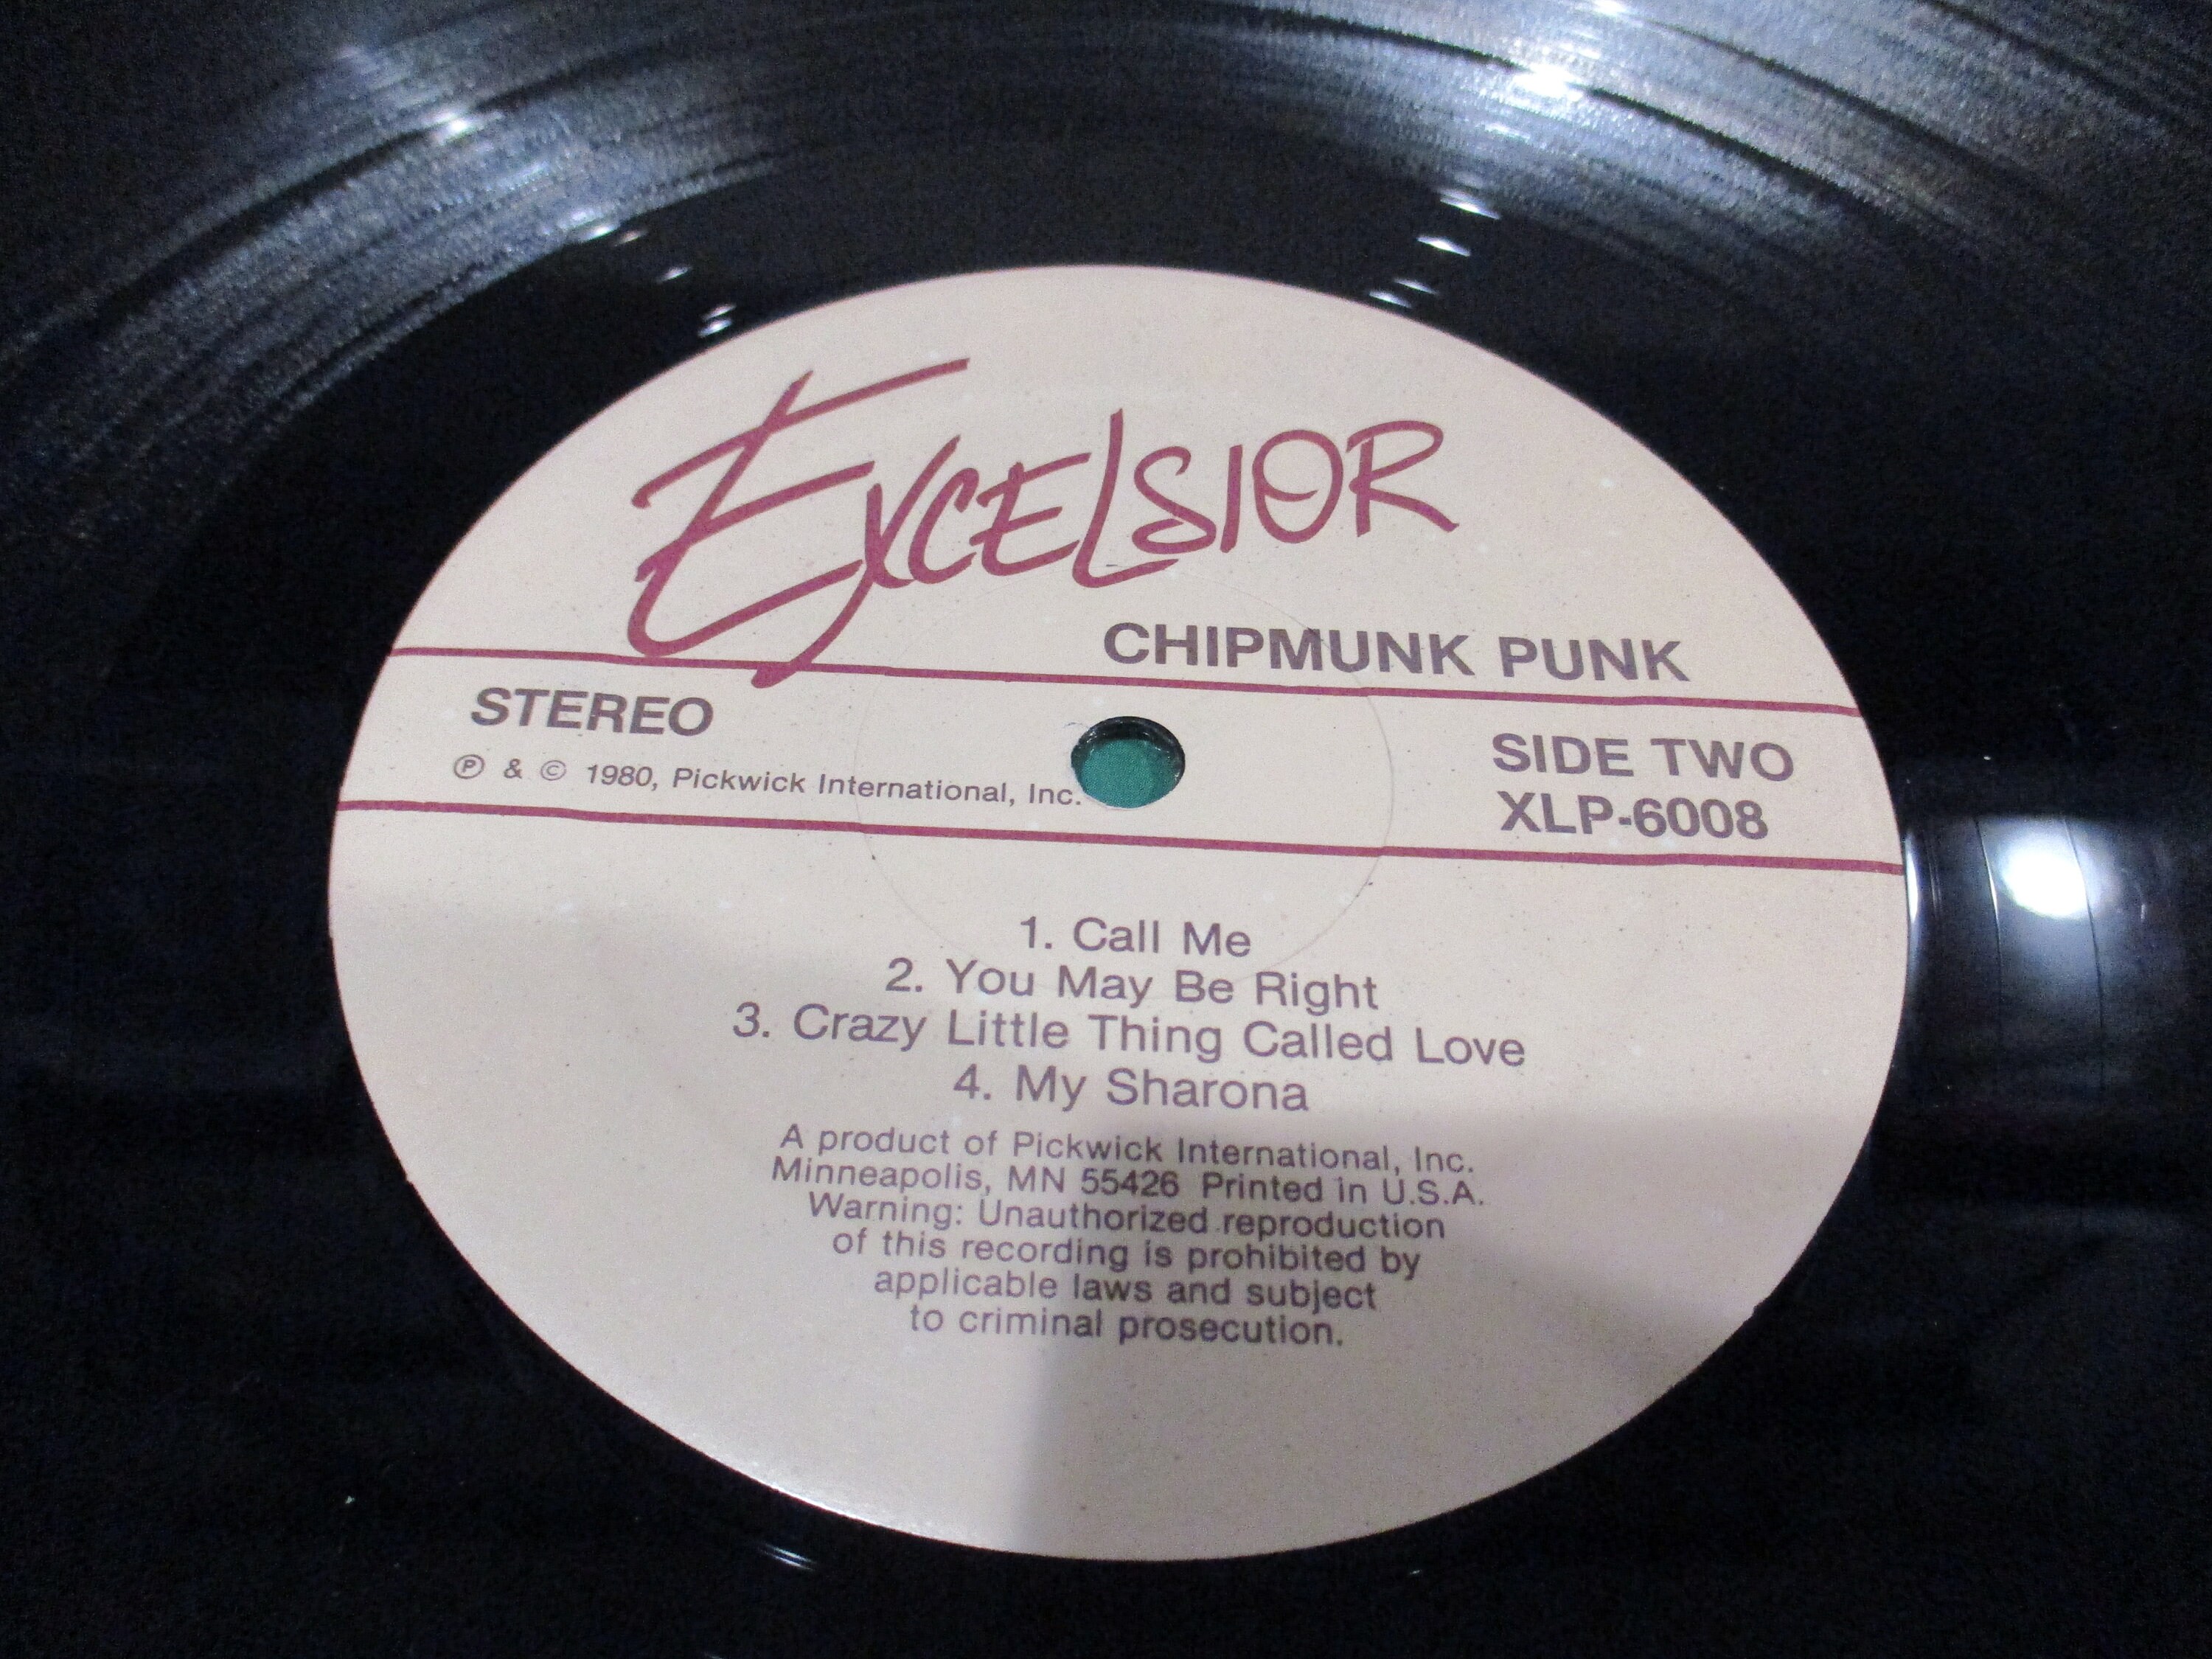 EXCELSIOR
CHIPMUNK PUNK
STEREO
℗ & © 1980, Pickwick International, Inc.
SIDE TWO
XLP-6008
1. Call Me
2. You May Be Right
3. Crazy Little Thing Called Love
4. My Sharona
A product of Pickwick International, Inc.
Minneapolis, MN 55426 Printed in U.S.A.
Warning: Unauthorized reproduction
of this recording is prohibited by
applicable laws and subject
to criminal prosecution.